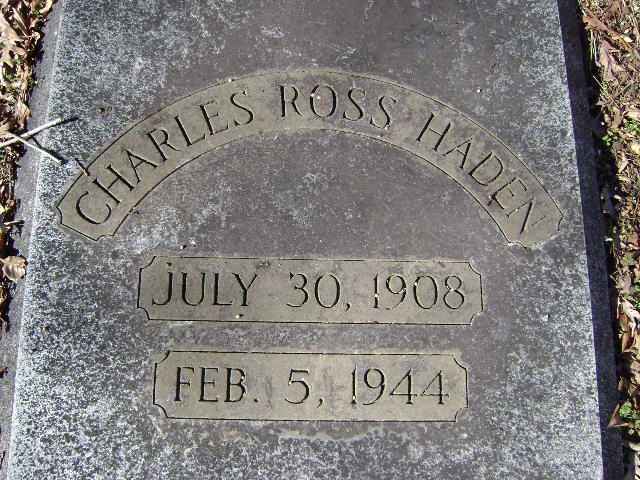 CHARLES ROSS HADEN
JULY 30, 1908
FEB. 5, 1944